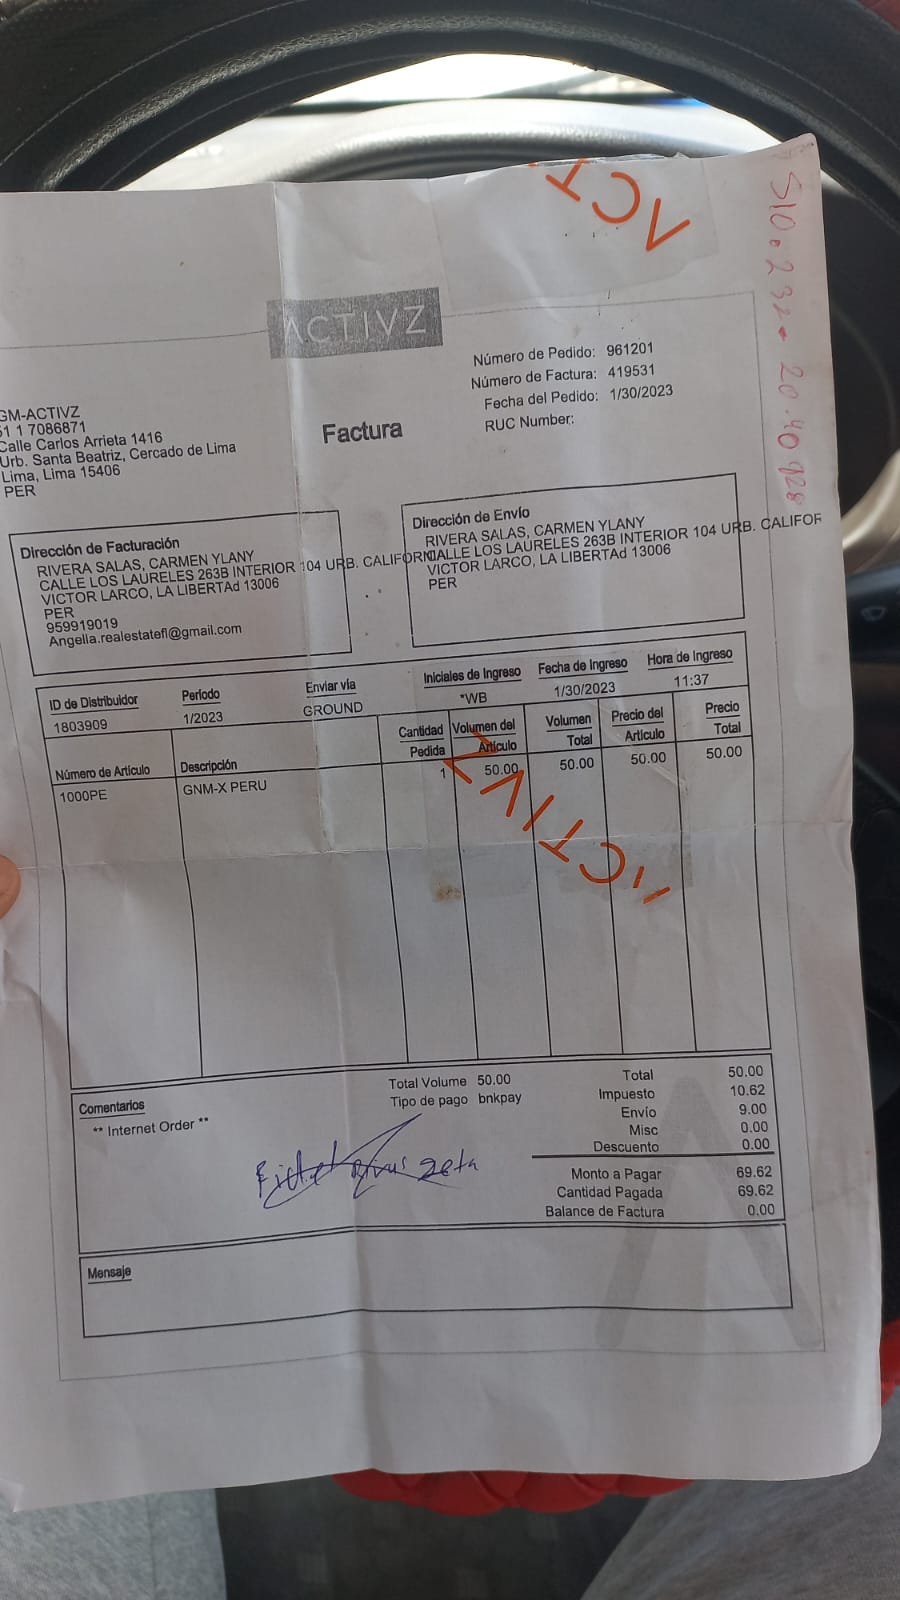 ACT
ACTIVZ
Número de Pedido: 961201
Número de Factura: 419531
Fecha del Pedido: 1/30/2023
RUC Number:
GM-ACTIVZ
51 1 7086871
Calle Carlos Arrieta 1416
Urb. Santa Beatriz, Cercado de Lima
Lima, Lima 15406
PER
Factura
Dirección de Facturación
RIVERA SALAS, CARMEN YLANY
CALLE LOS LAURELES 263B INTERIOR 104 URB. CALIFORNIA
VICTOR LARCO, LA LIBERTAd 13006
PER
959919019
Angella.realestatefl@gmail.com
Dirección de Envío
RIVERA SALAS, CARMEN YLANY
CALLE LOS LAURELES 263B INTERIOR 104 URB. CALIFOR
VICTOR LARCO, LA LIBERTAd 13006
PER
ID de Distribuidor Período Enviar vía Iniciales de Ingreso Fecha de Ingreso Hora de Ingreso
1803909 1/2023 GROUND *WB 1/30/2023 11:37
Número de Artículo Descripción Cantidad Pedida Volumen del Artículo Volumen Total Precio del Artículo Precio Total
1000PE GNM-X PERU 1 50.00 50.00 50.00 50.00
ACTIVZ
Comentarios
** Internet Order **
Total Volume 50.00
Tipo de pago bnkpay
Total 50.00
Impuesto 10.62
Envío 9.00
Misc 0.00
Descuento 0.00
Monto a Pagar 69.62
Cantidad Pagada 69.62
Balance de Factura 0.00
Mensaje